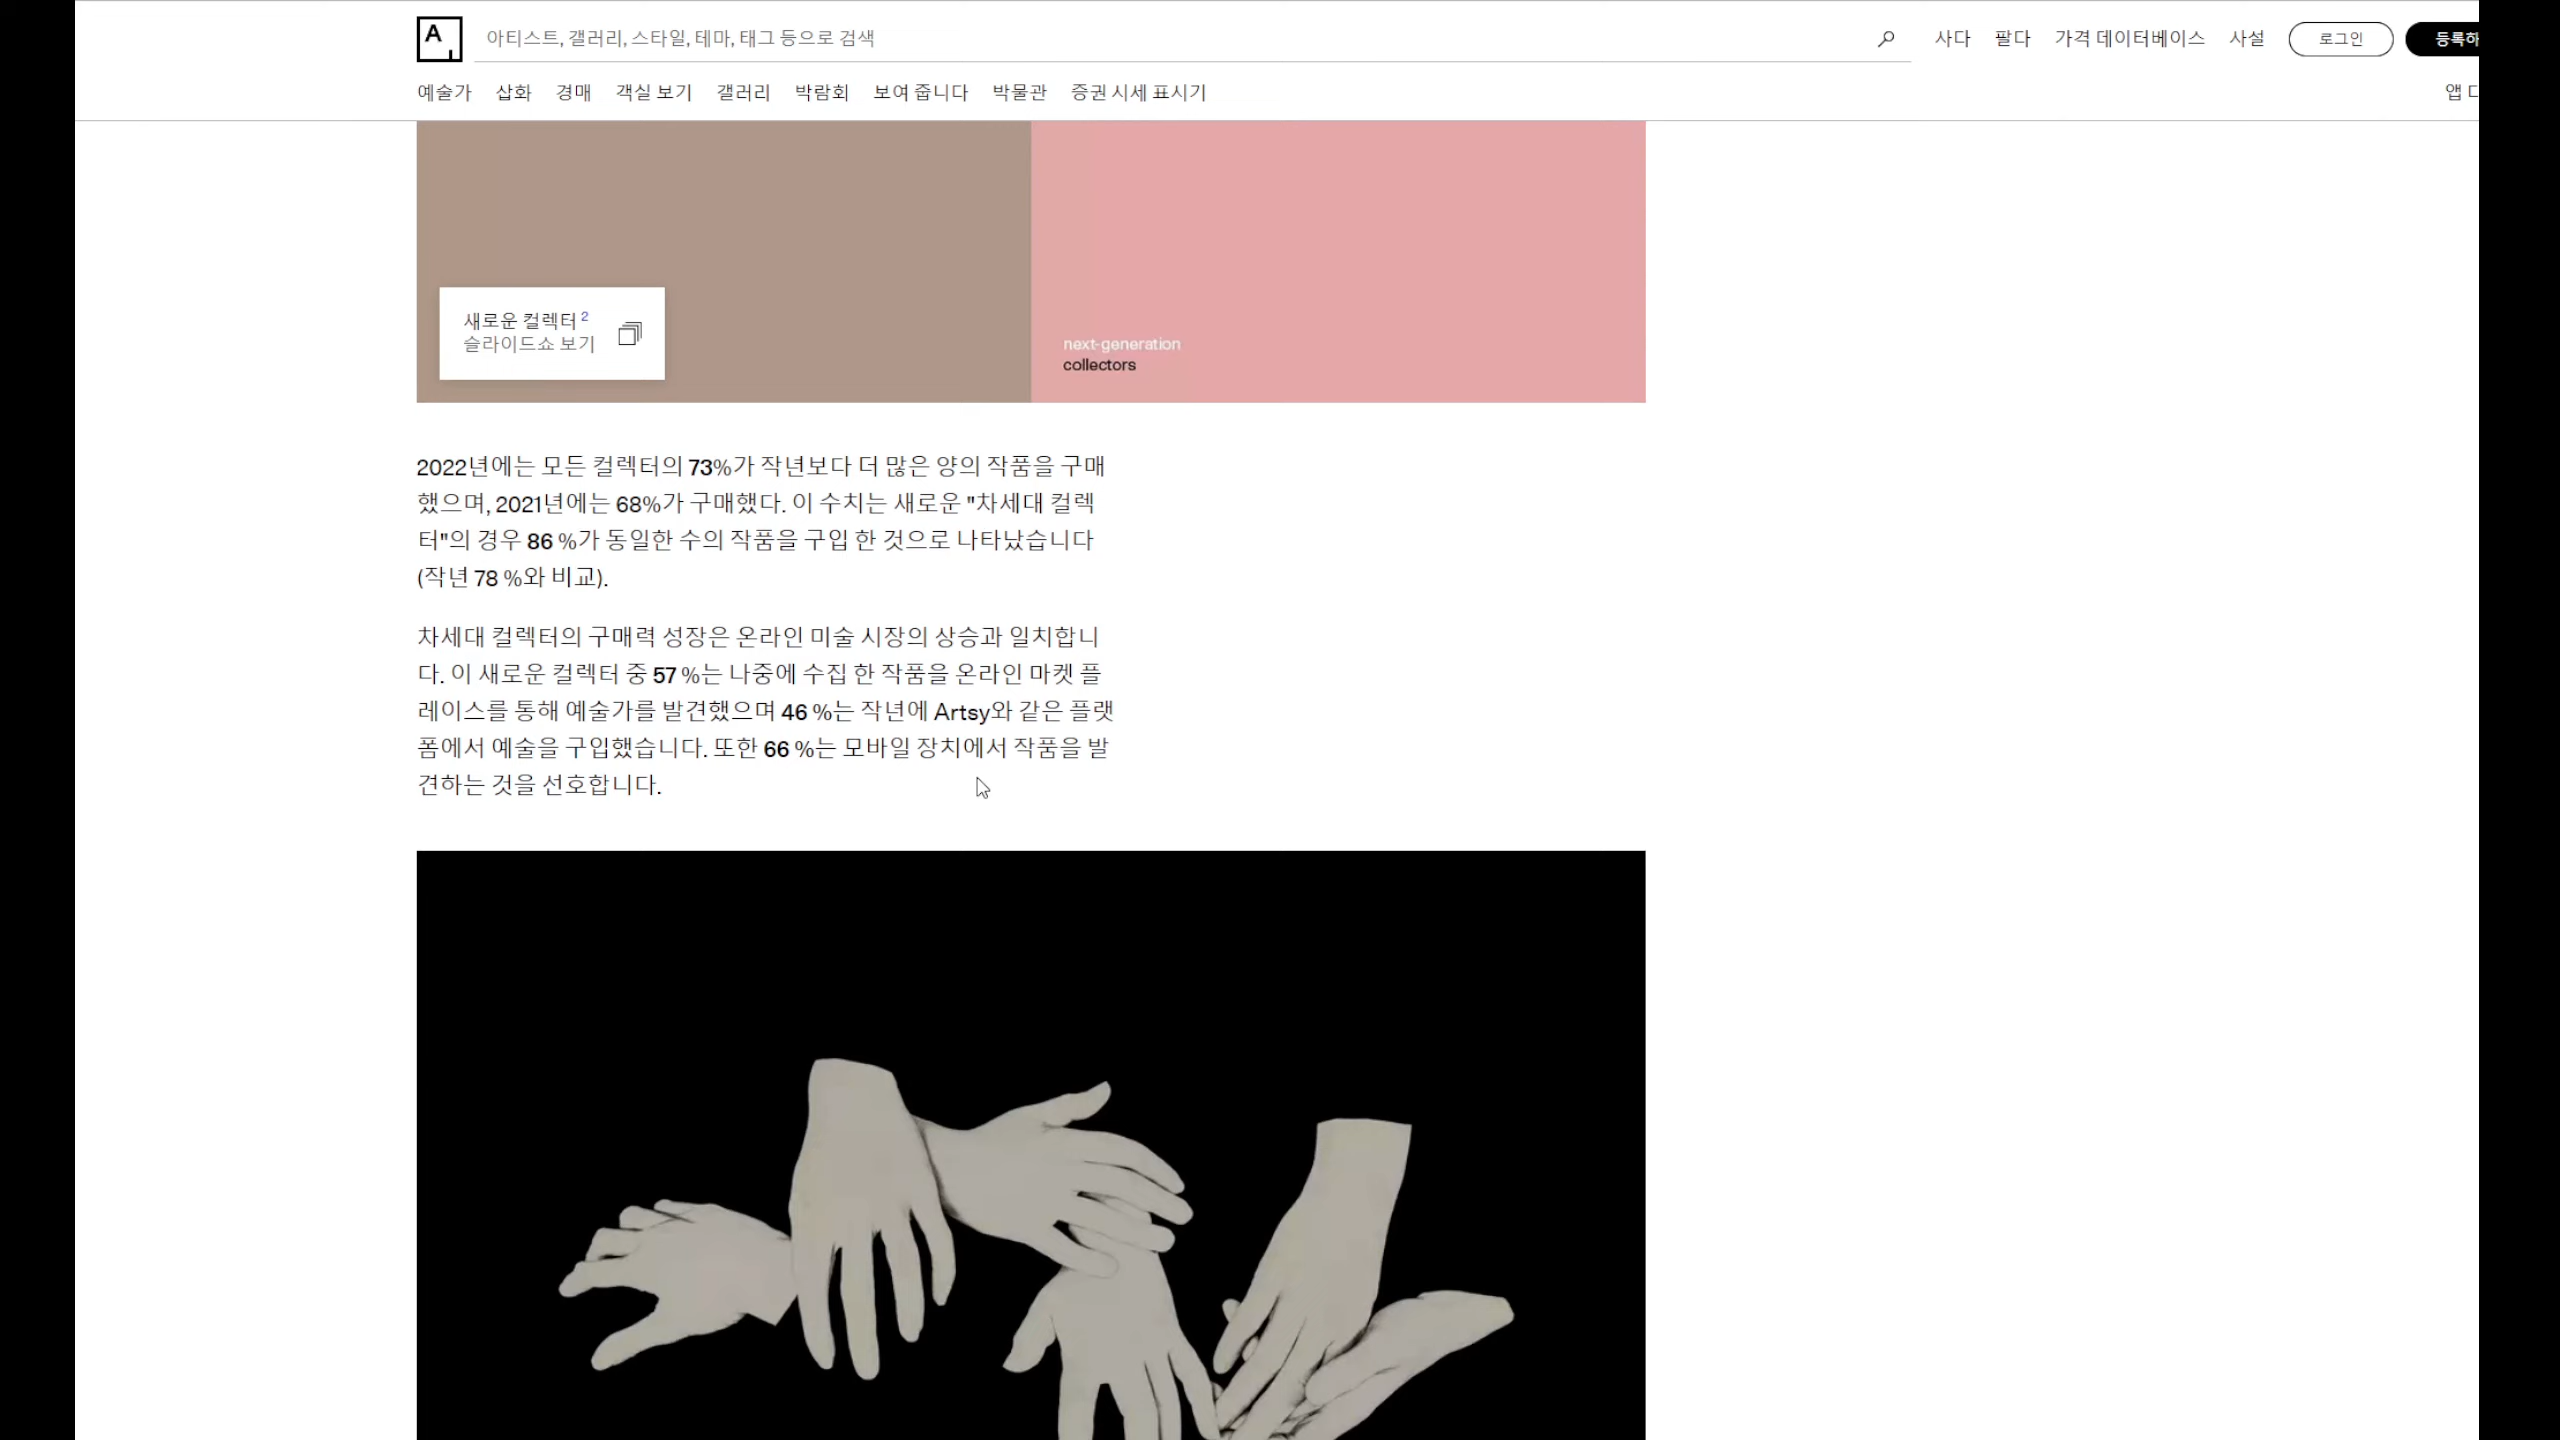 A
아티스트, 갤러리, 스타일, 테마, 태그 등으로 검색
사다 팔다 가격 데이터베이스 사설 로그인 등록하
예술가 삽화 경매 객실 보기 갤러리 박람회 보여 줍니다 박물관 증권 시세 표시기
앱
새로운 컬렉터 2
슬라이드쇼 보기
next-generation
collectors
2022년에는 모든 컬렉터의 73%가 작년보다 더 많은 양의 작품을 구매
했으며, 2021년에는 68%가 구매했다. 이 수치는 새로운 "차세대 컬렉
터"의 경우 86 %가 동일한 수의 작품을 구입 한 것으로 나타났습니다
(작년 78 %와 비교).
차세대 컬렉터의 구매력 성장은 온라인 미술 시장의 상승과 일치합니
다. 이 새로운 컬렉터 중 57 %는 나중에 수집 한 작품을 온라인 마켓 플
레이스를 통해 예술가를 발견했으며 46 %는 작년에 Artsy와 같은 플랫
폼에서 예술을 구입했습니다. 또한 66 %는 모바일 장치에서 작품을 발
견하는 것을 선호합니다.